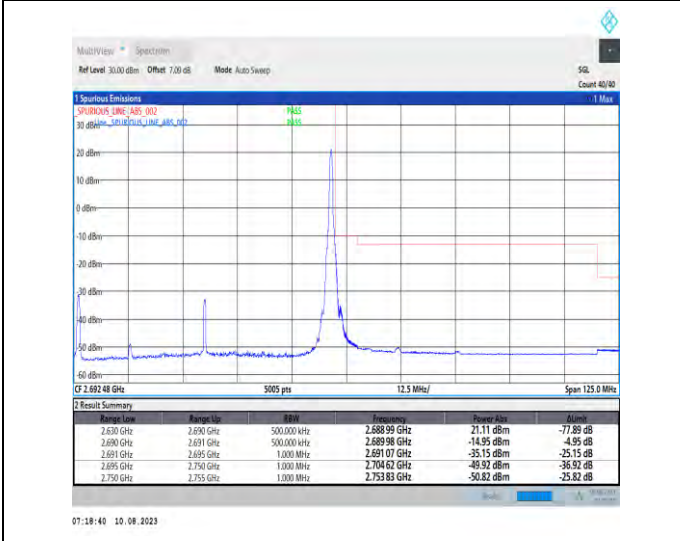 MultiView Spectrum
Ref Level 30.00 dBm Offset 7.09 dB Mode Auto Sweep SGL
Count 40/40
1 Spurious Emissions 1 Max
_SPURIOUS_LINE_ABS_002 PASS
30 dBm Line _SPURIOUS_LINE_ABS_002 PASS
20 dBm
10 dBm
0 dBm
-10 dBm
-20 dBm
-30 dBm
-40 dBm
-50 dBm
-60 dBm
CF 2.692 48 GHz 5005 pts 12.5 MHz/ Span 125.0 MHz
2 Result Summary
Range Low Range Up RBW Frequency Power Abs ΔLimit
2.630 GHz 2.690 GHz 500.000 kHz 2.688 99 GHz 21.11 dBm -77.89 dB
2.690 GHz 2.691 GHz 500.000 kHz 2.689 98 GHz -14.95 dBm -4.95 dB
2.691 GHz 2.695 GHz 1.000 MHz 2.691 07 GHz -35.15 dBm -25.15 dB
2.695 GHz 2.750 GHz 1.000 MHz 2.704 62 GHz -49.92 dBm -36.92 dB
2.750 GHz 2.755 GHz 1.000 MHz 2.753 83 GHz -50.82 dBm -25.82 dB
Ready
07:18:40 10.08.2023